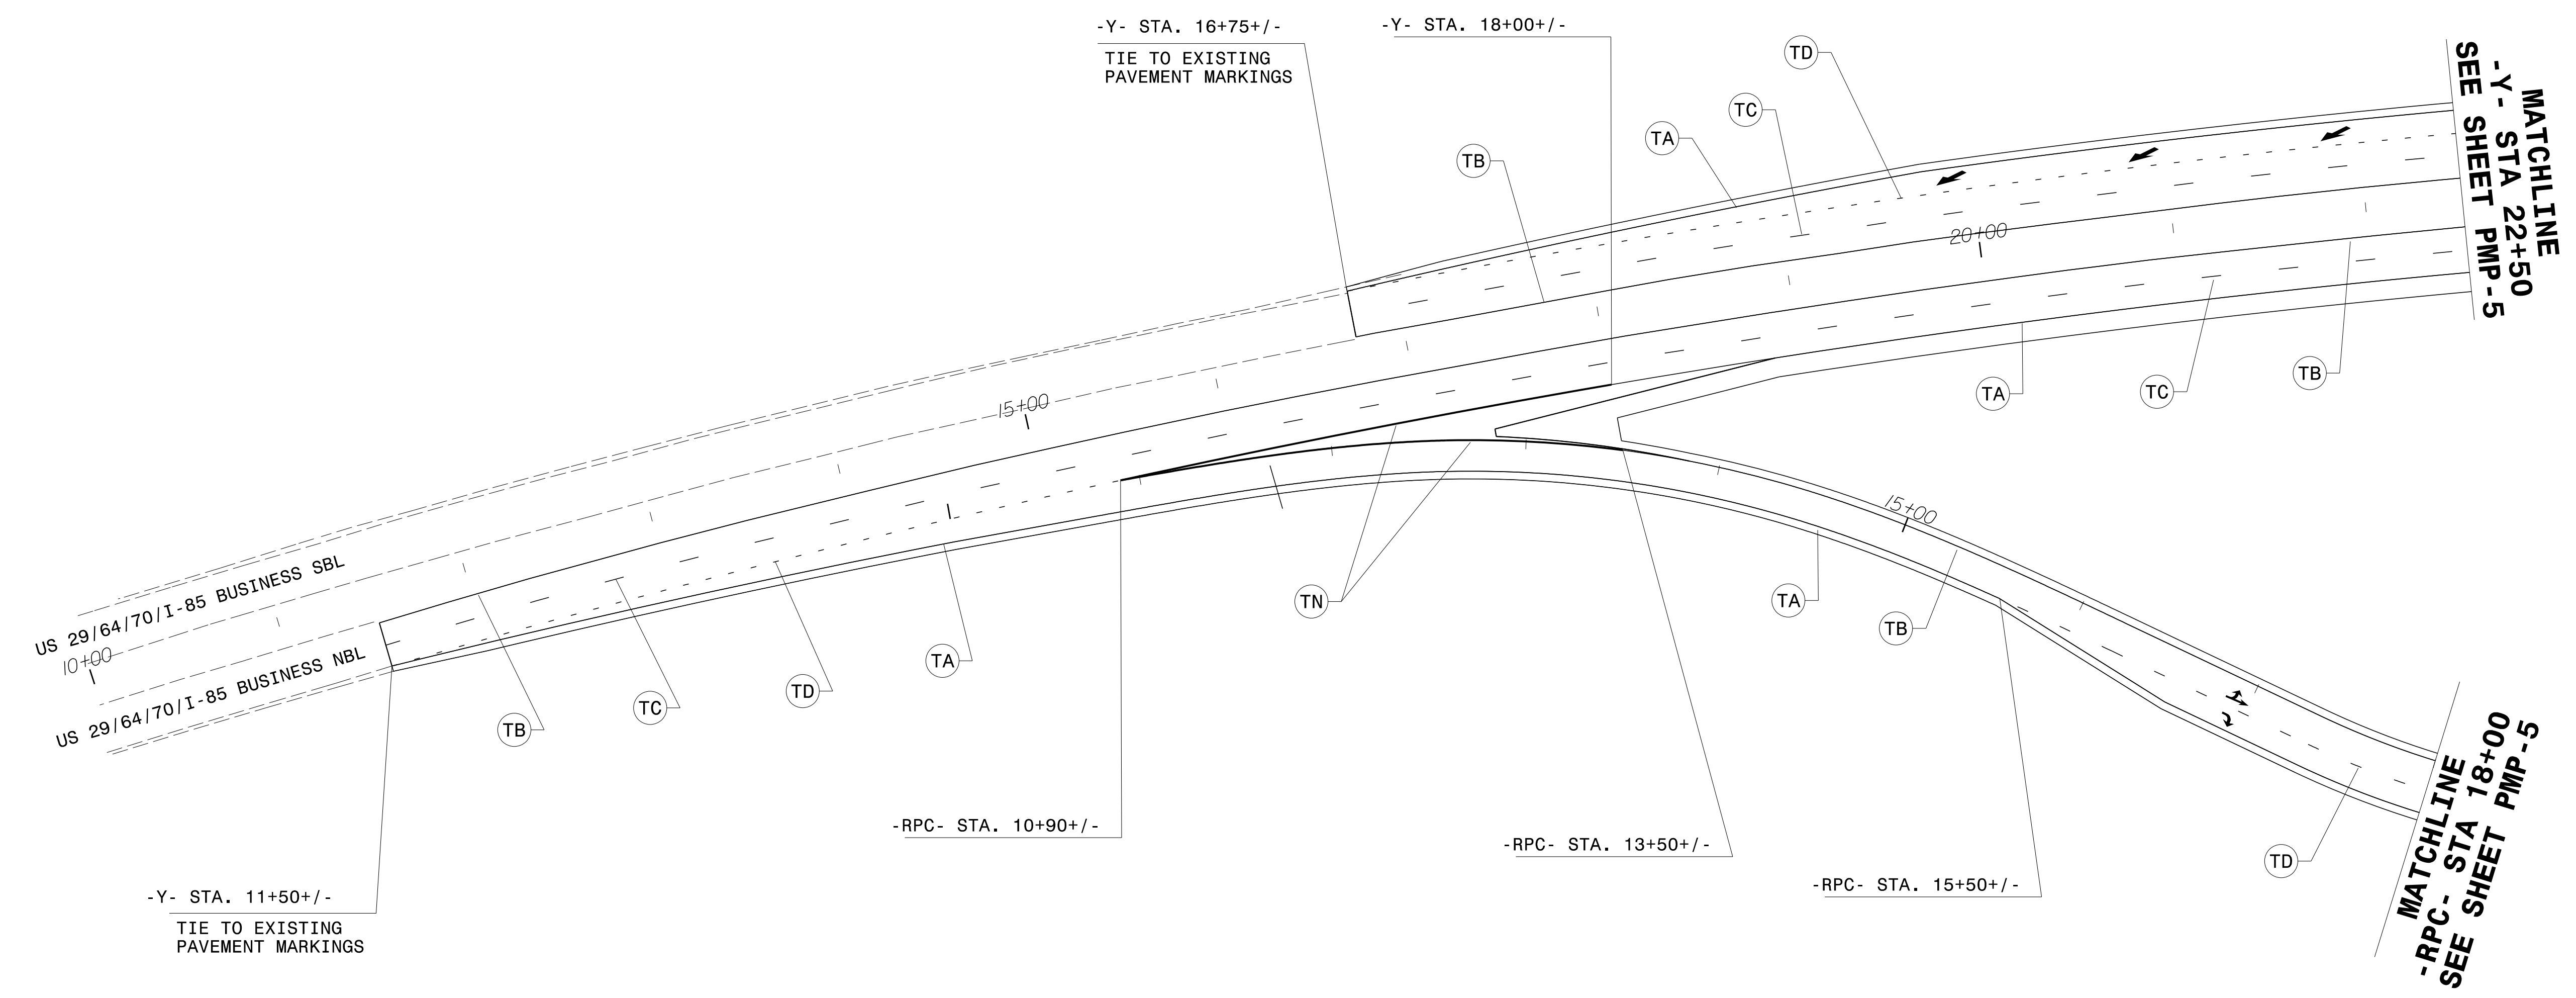 -Y- STA. 16+75+/-
TIE TO EXISTING
PAVEMENT MARKINGS
-Y- STA. 18+00+/-
TD
TC
TA
TB
MATCHLINE
-Y- STA 22+50
SEE SHEET PMP-5
20+00
15+00
TA
TC
TB
US 29/64/70/I-85 BUSINESS SBL
10+00
US 29/64/70/I-85 BUSINESS NBL
15+00
TN
TA
TB
TA
TD
TC
TB
-RPC- STA. 10+90+/-
-RPC- STA. 13+50+/-
-RPC- STA. 15+50+/-
TD
-Y- STA. 11+50+/-
TIE TO EXISTING
PAVEMENT MARKINGS
MATCHLINE
-RPC- STA 18+00
SEE SHEET PMP-5